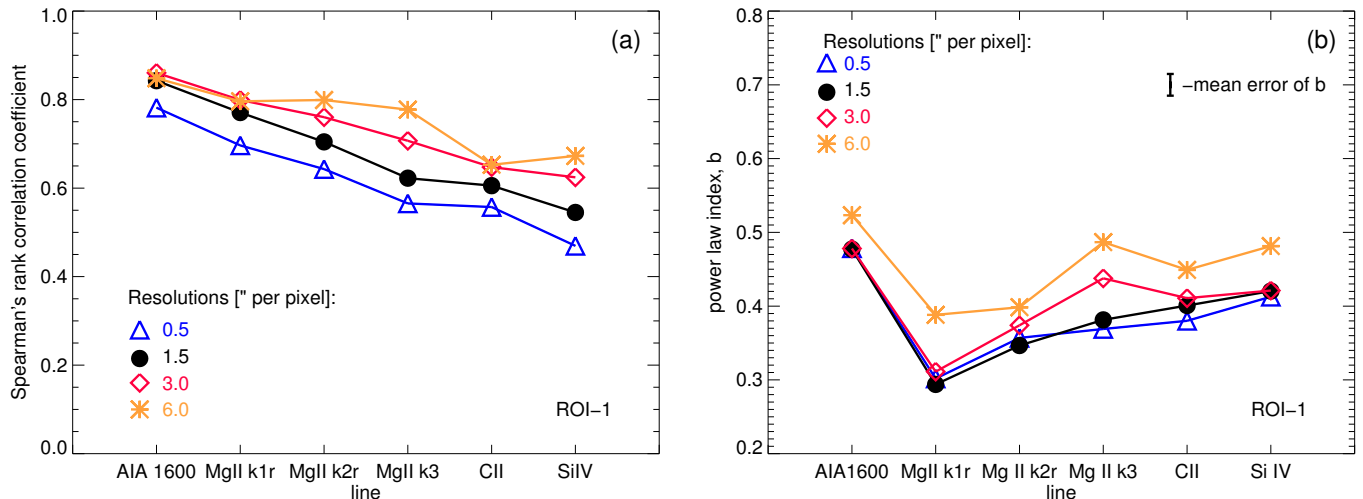 (a)
Spearman's rank correlation coefficient
1.0
0.8
0.6
0.4
0.2
0.0
Resolutions [" per pixel]:
0.5
1.5
3.0
6.0
ROI−1
AIA 1600
MgII k1r
MgII k2r
MgII k3
CII
SiIV
line
(b)
power law index, b
0.8
0.7
0.6
0.5
0.4
0.3
0.2
Resolutions [" per pixel]:
0.5
1.5
3.0
6.0
−mean error of b
ROI−1
AIA1600
MgII k1r
Mg II k2r
Mg II k3
CII
Si IV
line